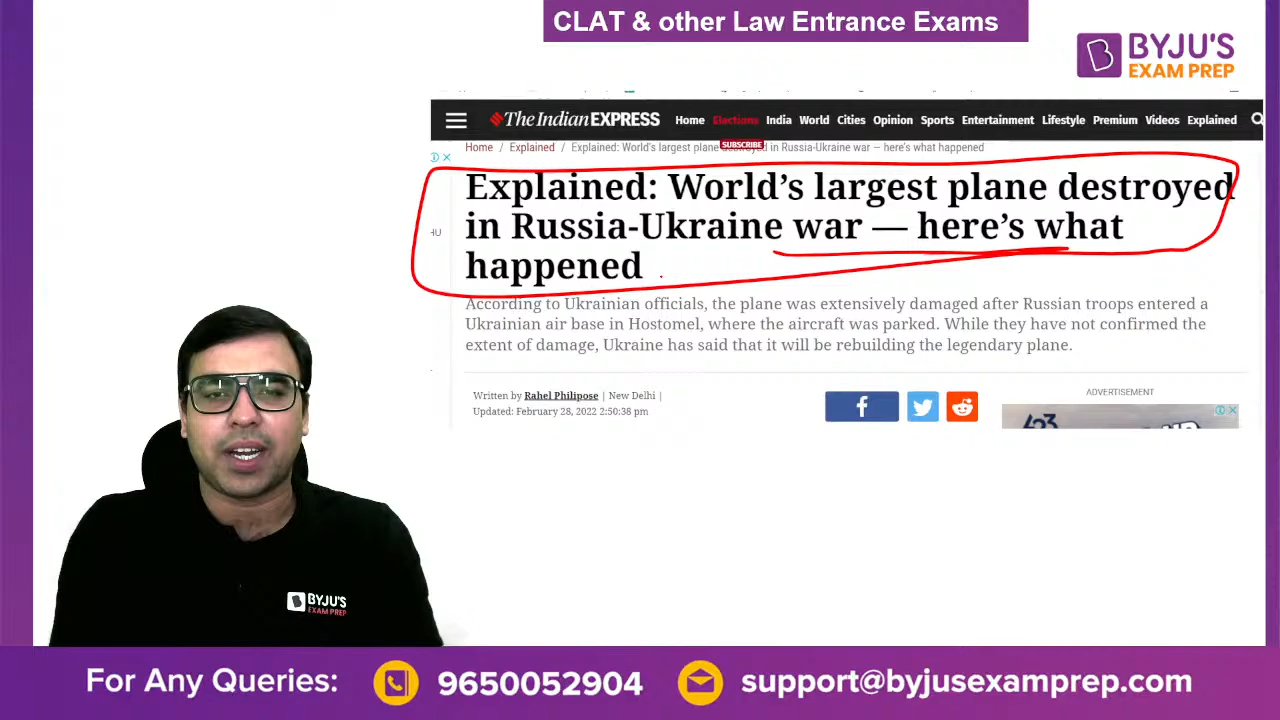 CLAT & other Law Entrance Exams
BYJU'S
EXAM PREP
The Indian EXPRESS
Home Elections India World Cities Opinion Sports Entertainment Lifestyle Premium Videos Explained
SUBSCRIBE
Home / Explained / Explained: World's largest plane destroyed in Russia-Ukraine war – here's what happened
Explained: World's largest plane destroyed
in Russia-Ukraine war — here's what
happened
HU
According to Ukrainian officials, the plane was extensively damaged after Russian troops entered a
Ukrainian air base in Hostomel, where the aircraft was parked. While they have not confirmed the
extent of damage, Ukraine has said that it will be rebuilding the legendary plane.
Written by Rahel Philipose | New Delhi |
Updated: February 28, 2022 2:50:38 pm
ADVERTISEMENT
BYJU'S
EXAM PREP
For Any Queries: 9650052904 support@byjusexamprep.com